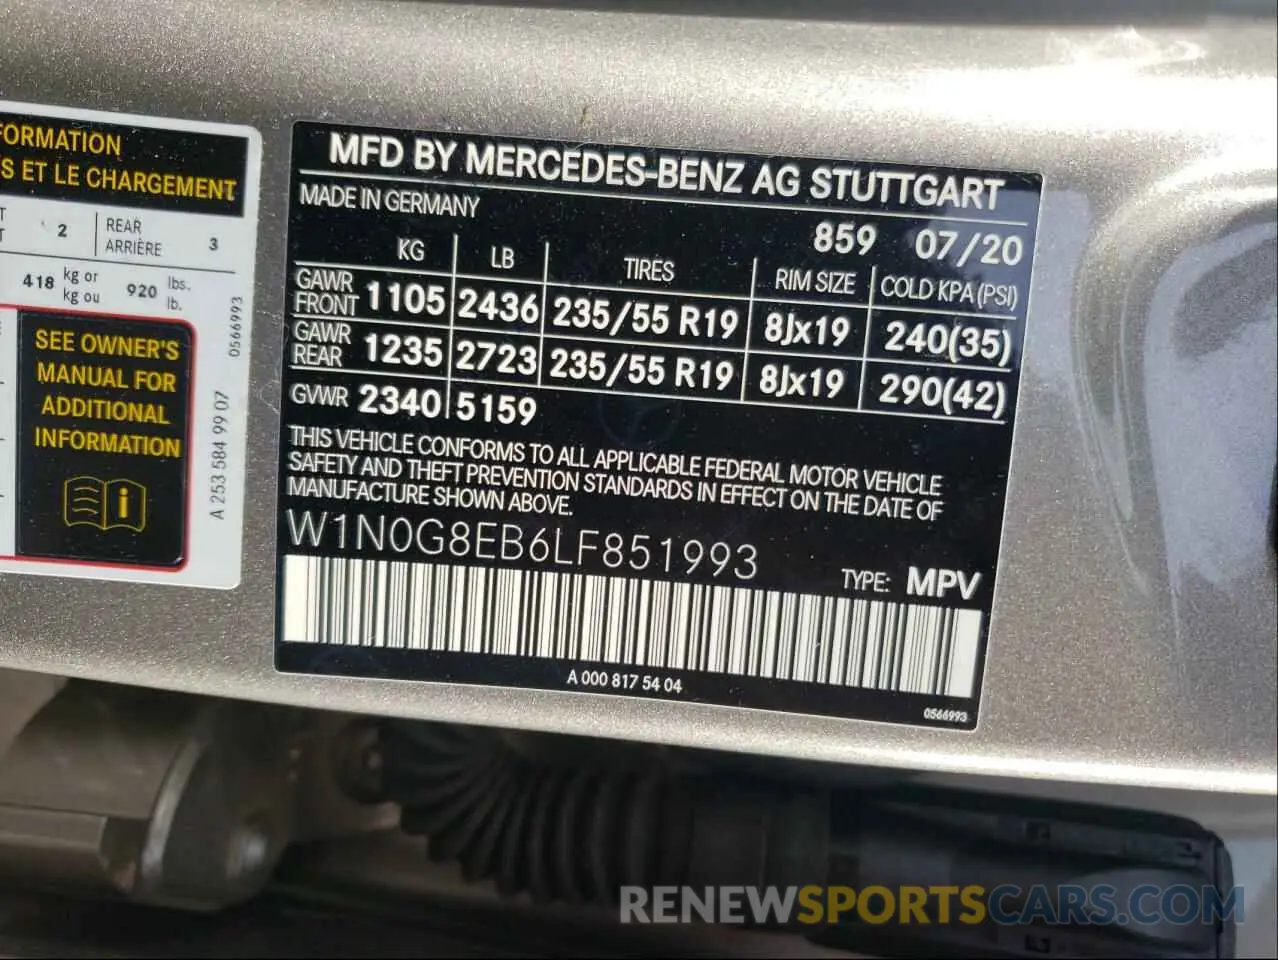 FORMATION
S ET LE CHARGEMENT
T
T
2
REAR
ARRIÈRE
3
418 kg or
kg ou
920 lbs.
lb.
SEE OWNER'S
MANUAL FOR
ADDITIONAL
INFORMATION
i
0566993
A 253 584 99 07
MFD BY MERCEDES-BENZ AG STUTTGART
MADE IN GERMANY
859 07/20
KG LB TIRES RIM SIZE COLD KPA (PSI)
GAWR
FRONT 1105 2436 235/55 R19 8Jx19 240(35)
GAWR
REAR 1235 2723 235/55 R19 8Jx19 290(42)
GVWR 2340 5159
THIS VEHICLE CONFORMS TO ALL APPLICABLE FEDERAL MOTOR VEHICLE
SAFETY AND THEFT PREVENTION STANDARDS IN EFFECT ON THE DATE OF
MANUFACTURE SHOWN ABOVE.
W1N0G8EB6LF851993
TYPE: MPV
A 000 817 54 04
0566993
RENEWSPORTSCARS.COM